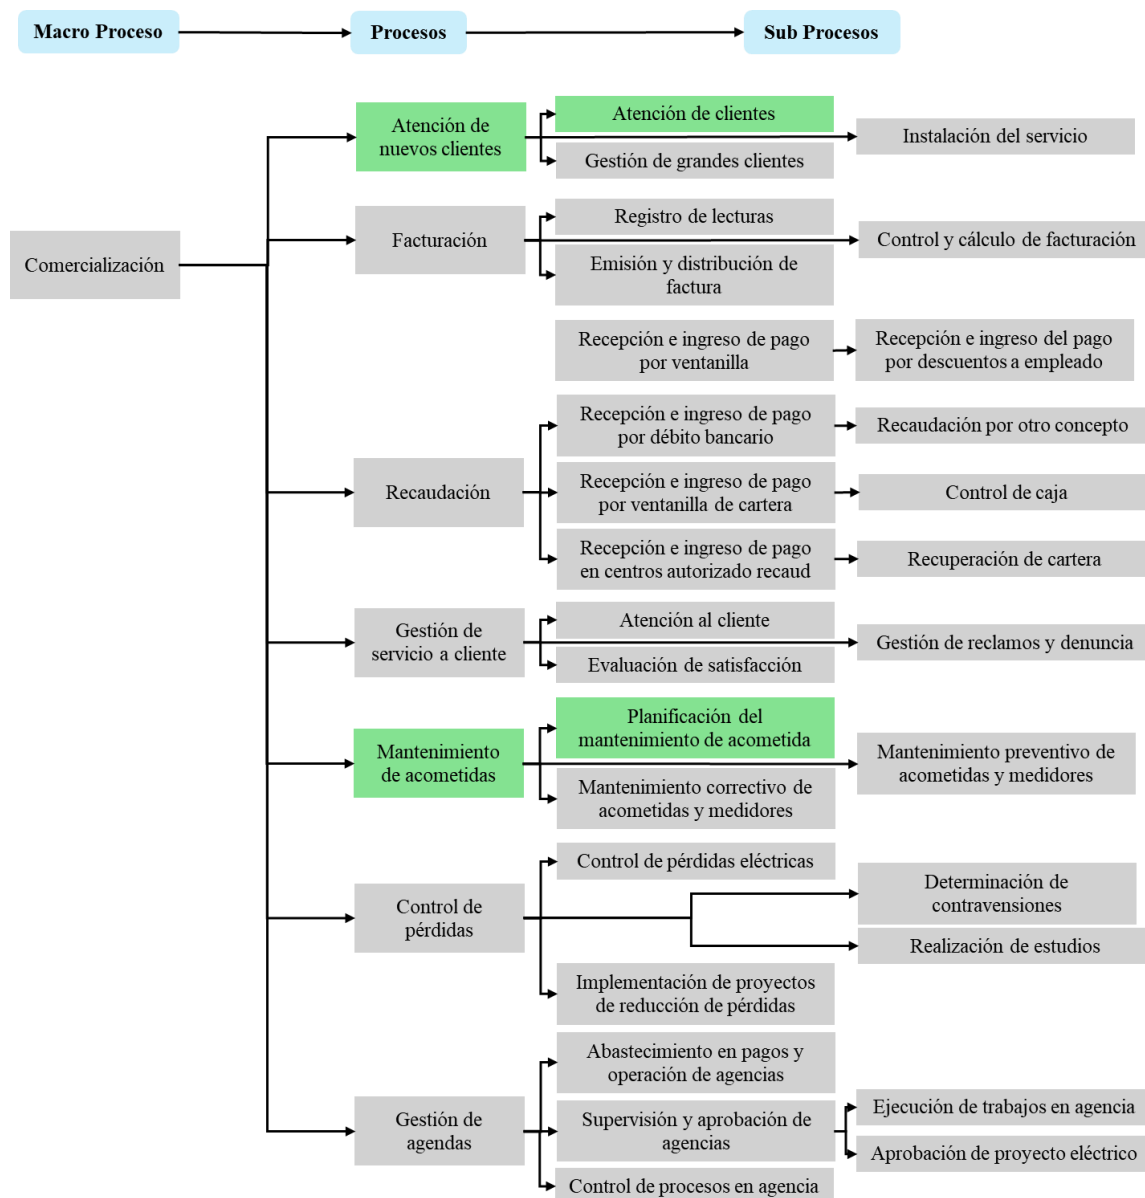 Macro Proceso
Procesos
Sub Procesos
Atención de
nuevos clientes
Atención de clientes
Gestión de grandes clientes
Instalación del servicio
Comercialización
Facturación
Registro de lecturas
Emisión y distribución de
factura
Control y cálculo de facturación
Recepción e ingreso de pago
por ventanilla
Recepción e ingreso del pago
por descuentos a empleado
Recaudación
Recepción e ingreso de pago
por débito bancario
Recaudación por otro concepto
Recepción e ingreso de pago
por ventanilla de cartera
Control de caja
Recepción e ingreso de pago
en centros autorizado recaud
Recuperación de cartera
Gestión de
servicio a cliente
Atención al cliente
Evaluación de satisfacción
Gestión de reclamos y denuncia
Mantenimiento
de acometidas
Planificación del
mantenimiento de acometida
Mantenimiento correctivo de
acometidas y medidores
Mantenimiento preventivo de
acometidas y medidores
Control de
pérdidas
Control de pérdidas eléctricas
Determinación de
contravensiones
Realización de estudios
Implementación de proyectos
de reducción de pérdidas
Gestión de
agendas
Abastecimiento en pagos y
operación de agencias
Supervisión y aprobación de
agencias
Ejecución de trabajos en agencia
Aprobación de proyecto eléctrico
Control de procesos en agencia